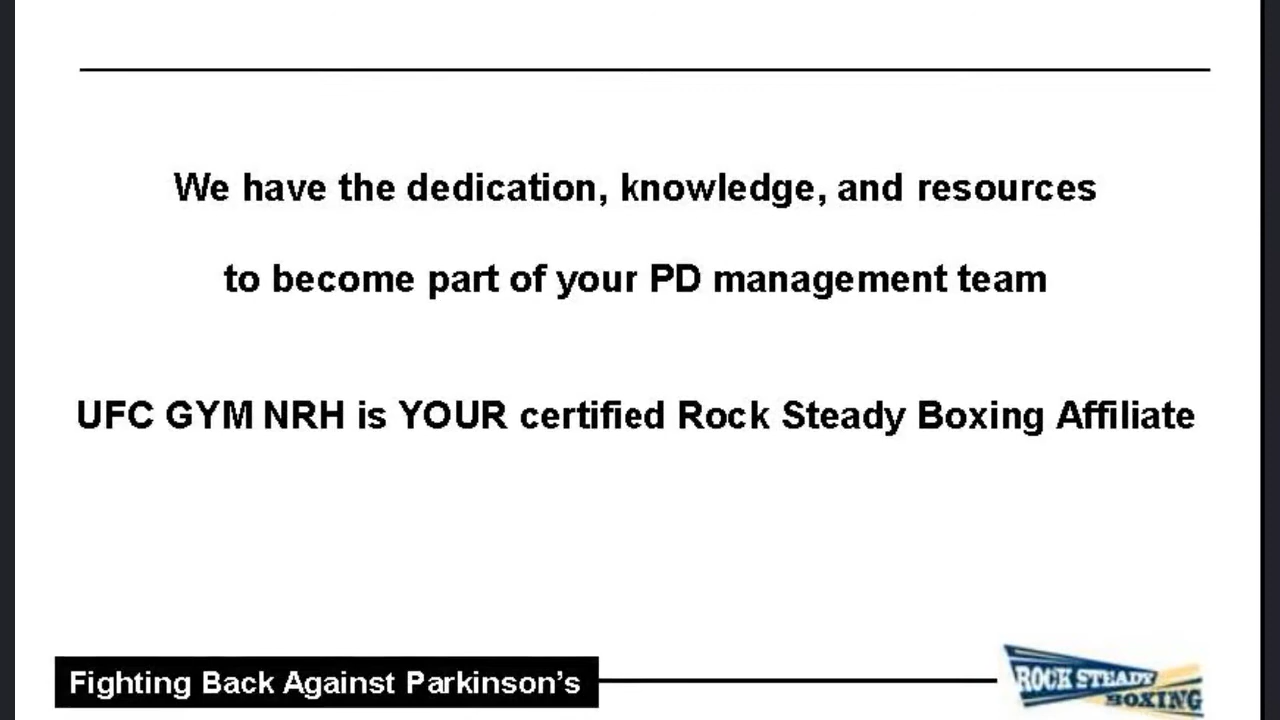 We have the dedication, knowledge, and resources
to become part of your PD management team
UFC GYM NRH is YOUR certified Rock Steady Boxing Affiliate
Fighting Back Against Parkinson's
ROCK STEADY
BOXING